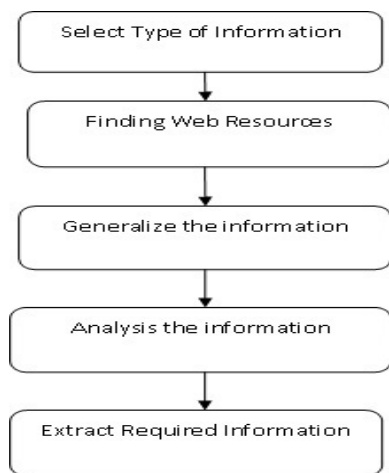 Select Type of Information
Finding Web Resources
Generalize the information
Analysis the information
Extract Required Information